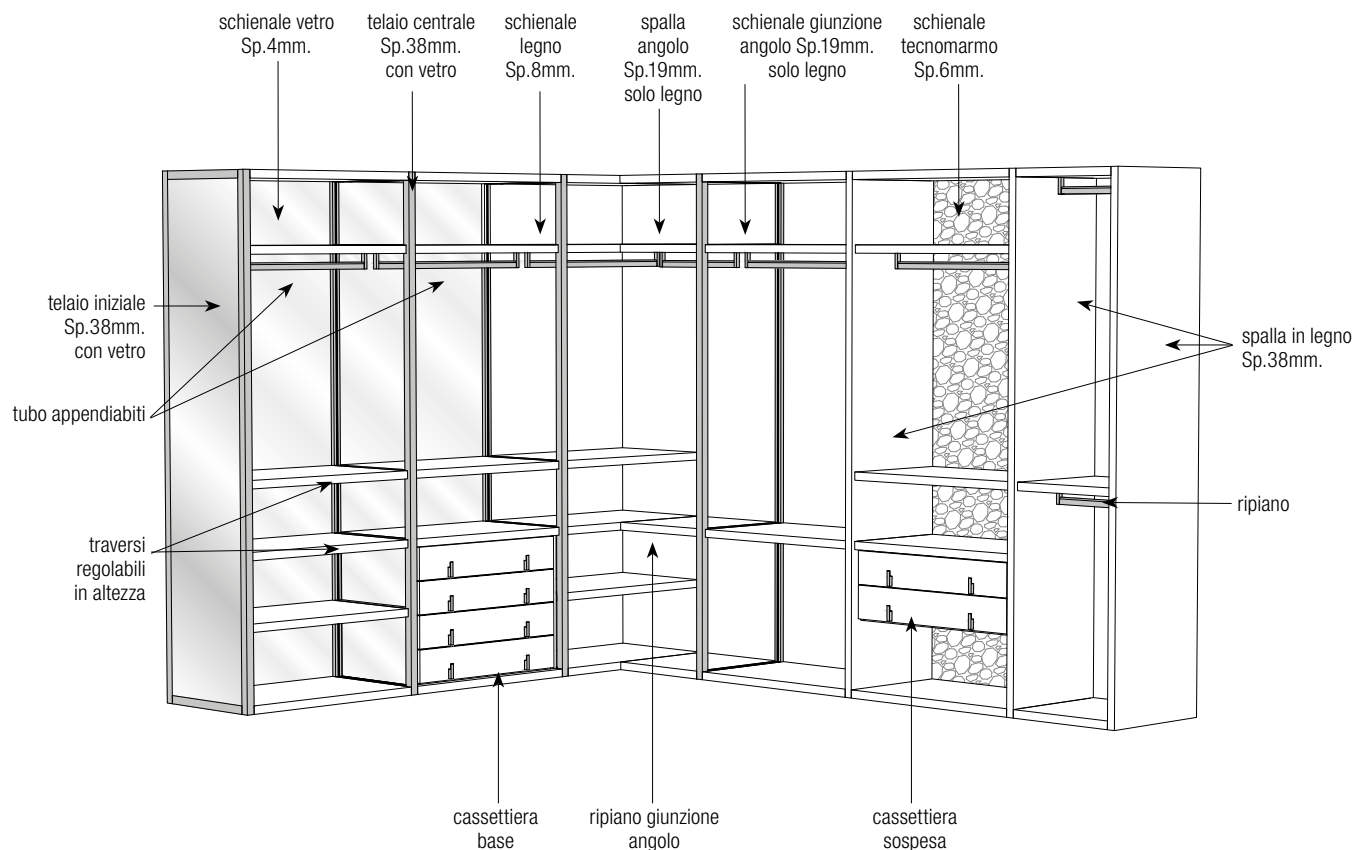 schienale vetro
Sp.4mm.
telaio centrale
Sp.38mm.
con vetro
schienale
legno
Sp.8mm.
spalla
angolo
Sp.19mm.
solo legno
schienale giunzione
angolo Sp.19mm.
solo legno
schienale
tecnomarmo
Sp.6mm.
telaio iniziale
Sp.38mm.
con vetro
tubo appendiabiti
traversi
regolabili
in altezza
spalla in legno
Sp.38mm.
ripiano
cassettiera
base
ripiano giunzione
angolo
cassettiera
sospesa